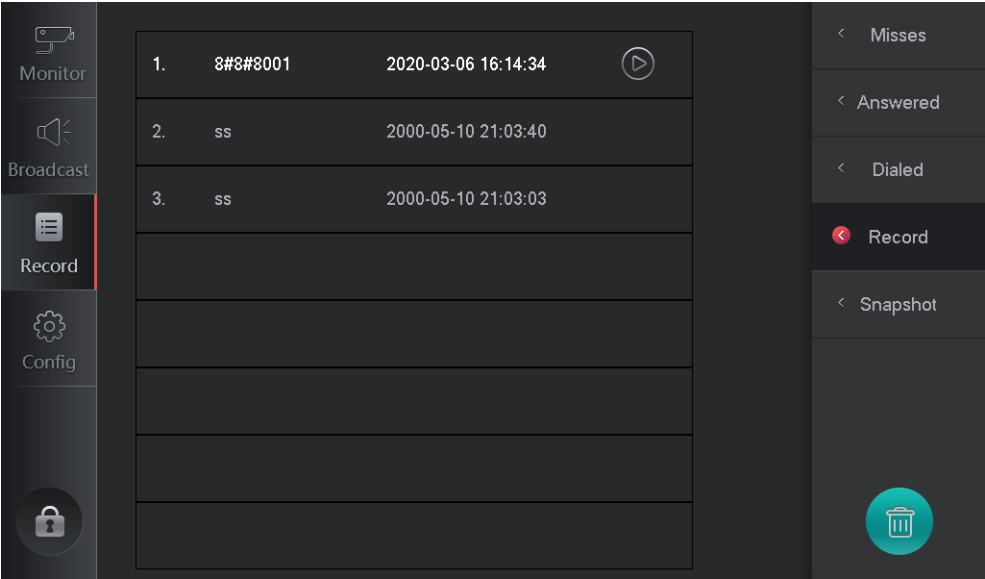 Monitor
Broadcast
Record
Config
1. 8#8#8001 2020-03-06 16:14:34
2. ss 2000-05-10 21:03:40
3. ss 2000-05-10 21:03:03
Misses
Answered
Dialed
Record
Snapshot